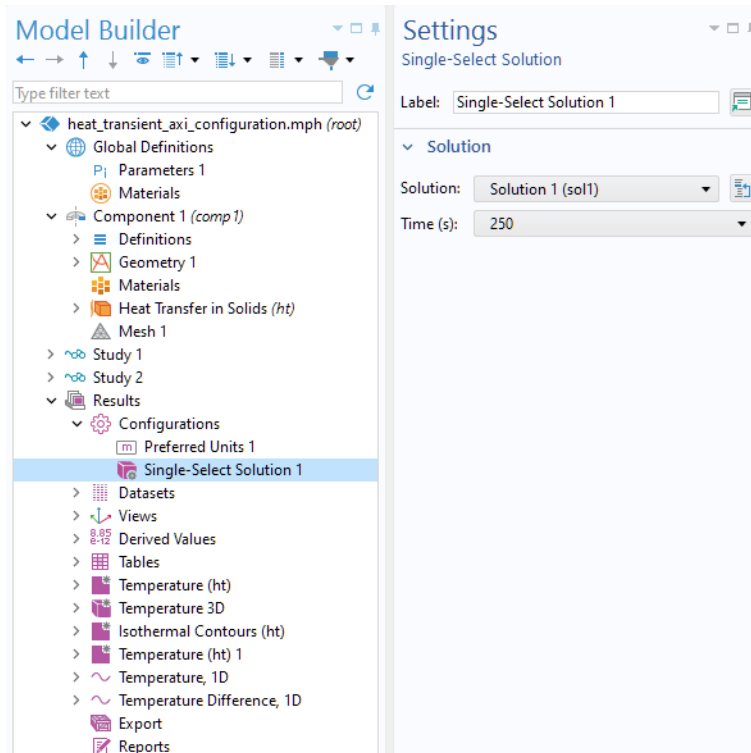 Model Builder
Type filter text
heat_transient_axi_configuration.mph (root)
Global Definitions
Pi Parameters 1
Materials
Component 1 (comp1)
Definitions
Geometry 1
Materials
Heat Transfer in Solids (ht)
Mesh 1
Study 1
Study 2
Results
Configurations
m Preferred Units 1
Single-Select Solution 1
Datasets
Views
8.85
e-12 Derived Values
Tables
Temperature (ht)
Temperature 3D
Isothermal Contours (ht)
Temperature (ht) 1
Temperature, 1D
Temperature Difference, 1D
Export
Reports
Settings
Single-Select Solution
Label: Single-Select Solution 1
Solution
Solution: Solution 1 (sol1)
Time (s): 250